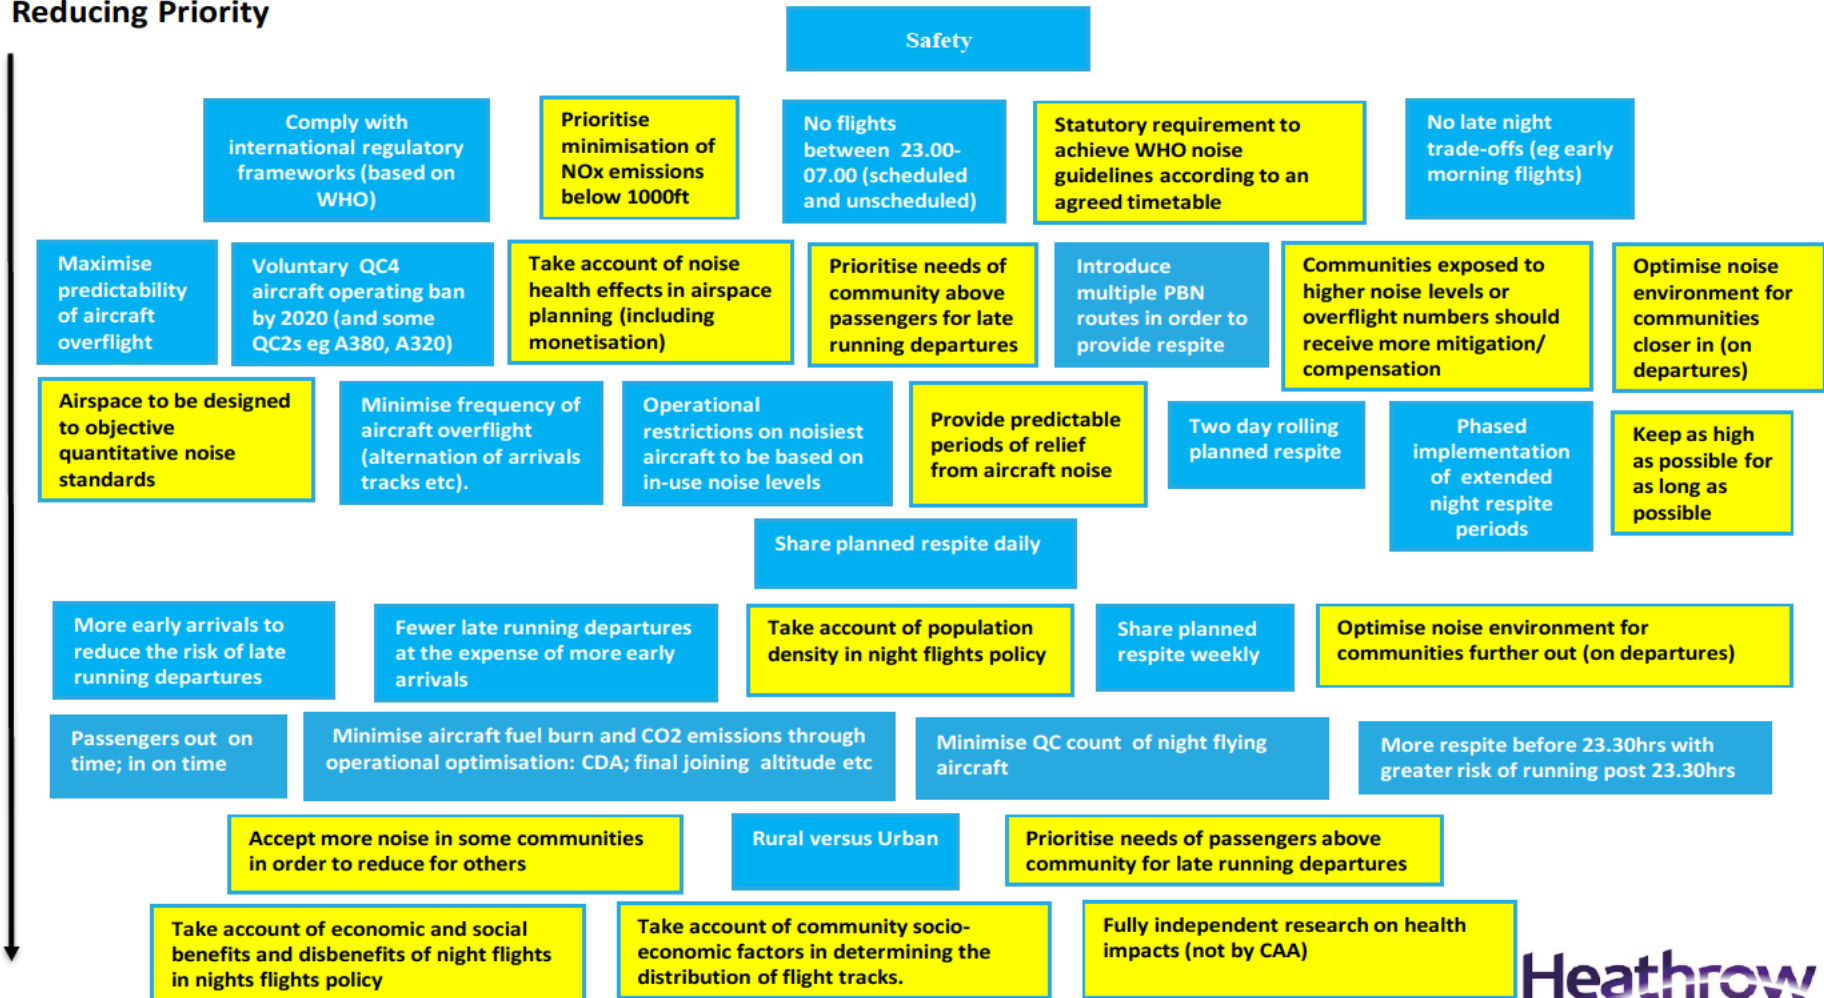 Reducing Priority
Safety
Comply with
international regulatory
frameworks (based on
WHO)
Prioritise
minimisation of
NOx emissions
below 1000ft
No flights
between 23.00-
07.00 (scheduled
and unscheduled)
Statutory requirement to
achieve WHO noise
guidelines according to an
agreed timetable
No late night
trade-offs (eg early
morning flights)
Maximise
predictability
of aircraft
overflight
Voluntary QC4
aircraft operating ban
by 2020 (and some
QC2s eg A380, A320)
Take account of noise
health effects in airspace
planning (including
monetisation)
Prioritise needs of
community above
passengers for late
running departures
Introduce
multiple PBN
routes in order to
provide respite
Communities exposed to
higher noise levels or
overflight numbers should
receive more mitigation/
compensation
Optimise noise
environment for
communities
closer in (on
departures)
Airspace to be designed
to objective
quantitative noise
standards
Minimise frequency of
aircraft overflight
(alternation of arrivals
tracks etc).
Operational
restrictions on noisiest
aircraft to be based on
in-use noise levels
Provide predictable
periods of relief
from aircraft noise
Two day rolling
planned respite
Phased
implementation
of extended
night respite
periods
Keep as high
as possible for
as long as
possible
Share planned respite daily
More early arrivals to
reduce the risk of late
running departures
Fewer late running departures
at the expense of more early
arrivals
Take account of population
density in night flights policy
Share planned
respite weekly
Optimise noise environment for
communities further out (on departures)
Passengers out on
time; in on time
Minimise aircraft fuel burn and CO2 emissions through
operational optimisation: CDA; final joining altitude etc
Minimise QC count of night flying
aircraft
More respite before 23.30hrs with
greater risk of running post 23.30hrs
Accept more noise in some communities
in order to reduce for others
Rural versus Urban
Prioritise needs of passengers above
community for late running departures
Take account of economic and social
benefits and disbenefits of night flights
in nights flights policy
Take account of community socio-
economic factors in determining the
distribution of flight tracks.
Fully independent research on health
impacts (not by CAA)
Heathrow